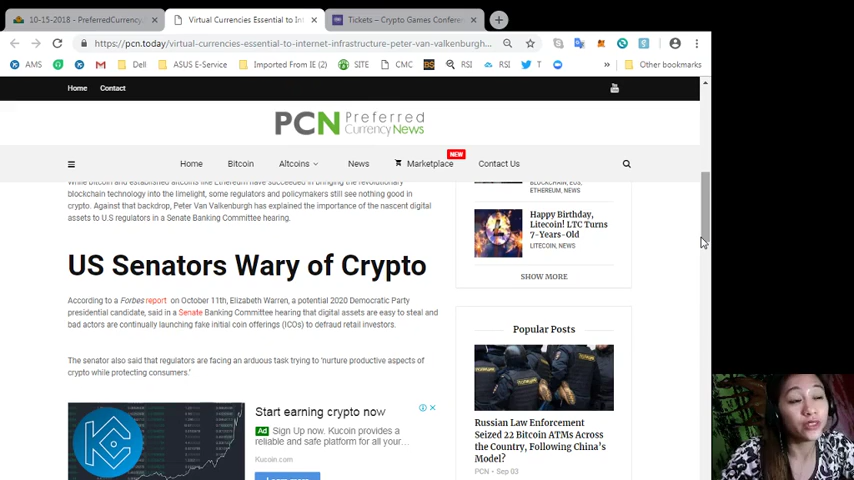 10-15-2018 - PreferredCurrency
Virtual Currencies Essential to Int
Tickets – Crypto Games Confere
https://pcn.today/virtual-currencies-essential-to-internet-infrastructure-peter-van-valkenburgh...
AMS
Dell
ASUS E-Service
Imported From IE (2)
SITE
CMC
BS
RSI
RSI
T
»
Other bookmarks
Home
Contact
PCN Preferred
Currency News
NEW
Home
Bitcoin
Altcoins
News
Marketplace
Contact Us
While bitcoin and established altcoins like Ethereum have succeeded in bringing the revolutionary
blockchain technology into the limelight, some regulators and policymakers still see nothing good in
crypto. Against that backdrop, Peter Van Valkenburgh has explained the importance of the nascent digital
assets to U.S regulators in a Senate Banking Committee hearing.
US Senators Wary of Crypto
According to a Forbes report on October 11th, Elizabeth Warren, a potential 2020 Democratic Party
presidential candidate, said in a Senate Banking Committee hearing that digital assets are easy to steal and
bad actors are continually launching fake initial coin offerings (ICOs) to defraud retail investors.
The senator also said that regulators are facing an arduous task trying to 'nurture productive aspects of
crypto while protecting consumers.'
Start earning crypto now
Ad Sign Up now. Kucoin provides a
reliable and safe platform for all your...
Kucoin.com
Learn more
BLOCKCHAIN, EOS,
ETHEREUM, NEWS
Happy Birthday,
Litecoin! LTC Turns
7-Years-Old
LITECOIN, NEWS
SHOW MORE
Popular Posts
Russian Law Enforcement
Seized 22 Bitcoin ATMs Across
the Country, Following China's
Model?
PCN - Sep 03